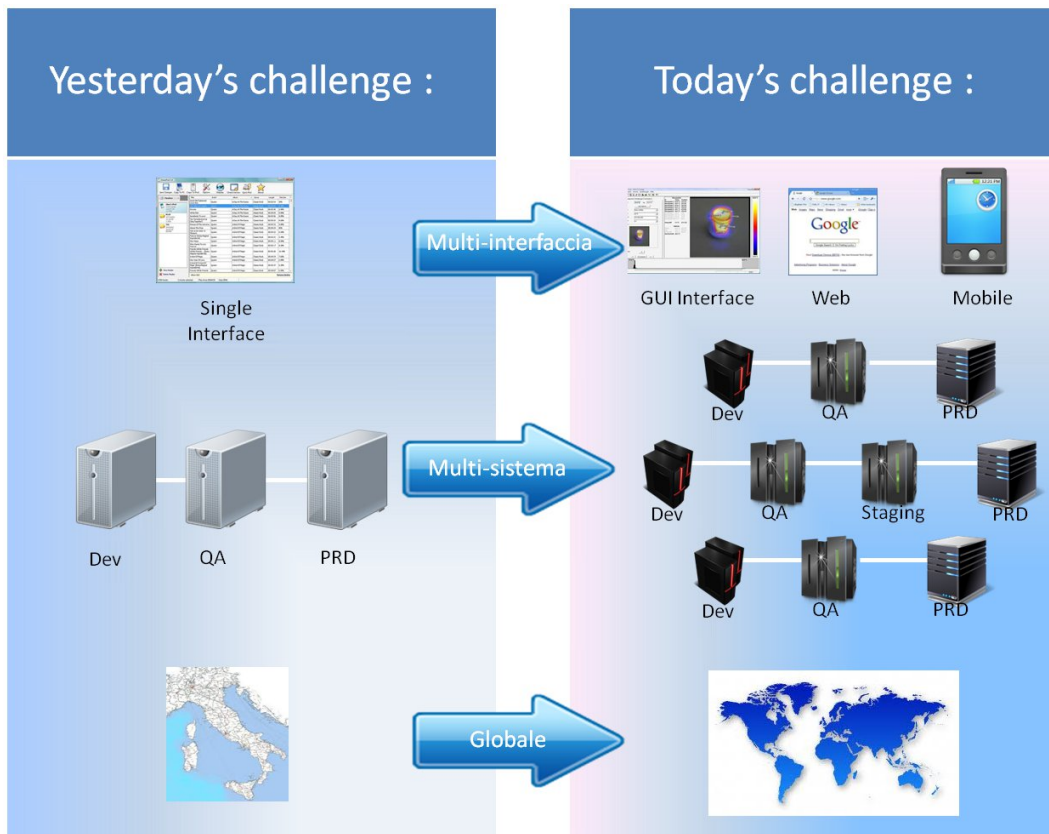 Yesterday's challenge :
Today's challenge :
Single
Interface
Multi-interfaccia
Google
GUI Interface
Web
Mobile
Dev
QA
PRD
Dev
QA
PRD
Multi-sistema
Dev
QA
Staging
PRD
Dev
QA
PRD
Globale